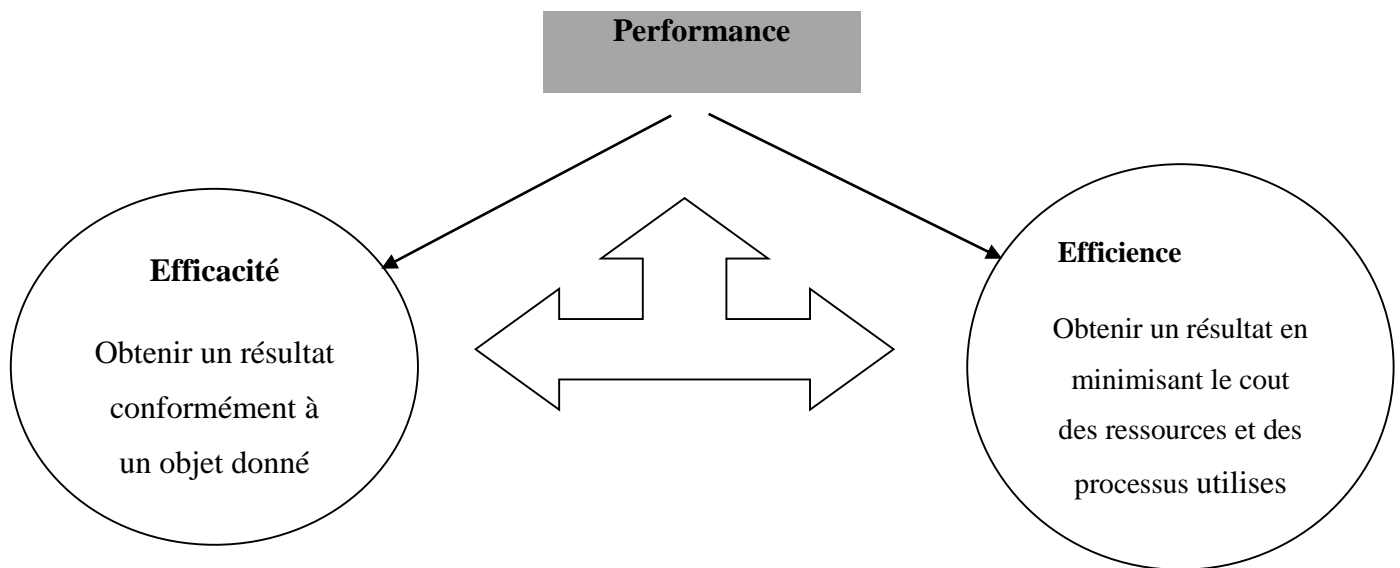 Performance
Efficacité
Obtenir un résultat
conformément à
un objet donné
Efficience
Obtenir un résultat en
minimisant le cout
des ressources et des
processus utilises